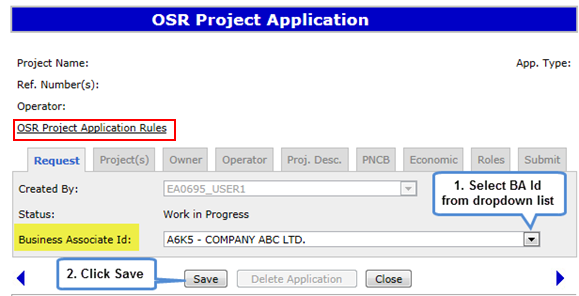 OSR Project Application
Project Name: App. Type:
Ref. Number(s):
Operator:
OSR Project Application Rules
Request Project(s) Owner Operator Proj. Desc. PNCB Economic Roles Submit
Created By: EA0695_USER1
1. Select BA Id
from dropdown list
Status: Work in Progress
Business Associate Id: A6K5 - COMPANY ABC LTD.
2. Click Save Save Delete Application Close